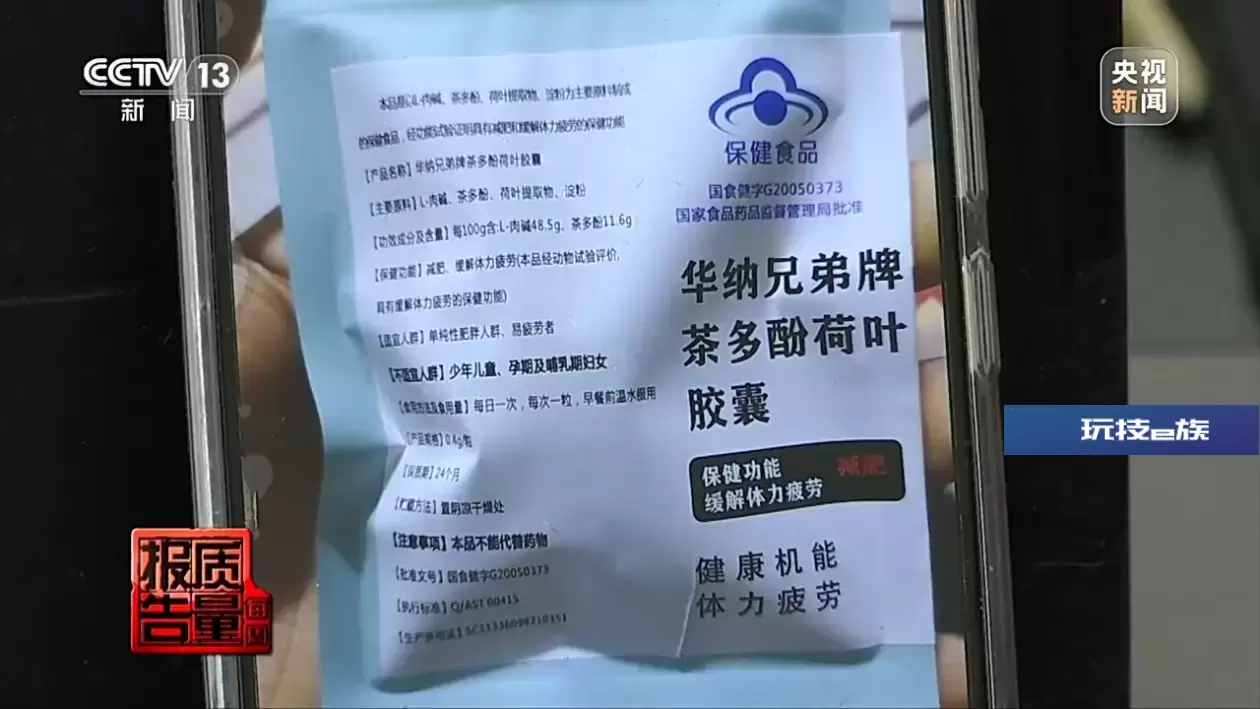 CCTV 13
新闻
央视
新闻
本品是以L-肉碱、茶多酚、荷叶提取物、淀粉为主要原料制成
的保健食品，经功能试验证明具有减肥和缓解体力疲劳的保健功能
【产品名称】华纳兄弟牌茶多酚荷叶胶囊
【主要原料】L-肉碱、茶多酚、荷叶提取物、淀粉
【功效成分及含量】每100g含:L-肉碱48.5g、茶多酚11.6g
【保健功能】减肥、缓解体力疲劳(本品经动物试验评价,
具有缓解体力疲劳的保健功能)
【适宜人群】单纯性肥胖人群、易疲劳者
【不适宜人群】少年儿童、孕期及哺乳期妇女
【食用方法及食用量】每日一次，每次一粒，早餐前温水服用
【产品规格】0.4g/粒
【保质期】24个月
【贮藏方法】置阴凉干燥处
【注意事项】本品不能代替药物
【批准文号】国食健字G20050373
【执行标准】Q/AST 0041S
【生产许可证】SC11336098210351
保健食品
国食健字G20050373
国家食品药品监督管理局批准
华纳兄弟牌
茶多酚荷叶
胶囊
保健功能 减肥
缓解体力疲劳
健康机能
体力疲劳
玩技e族
质量报告
每周